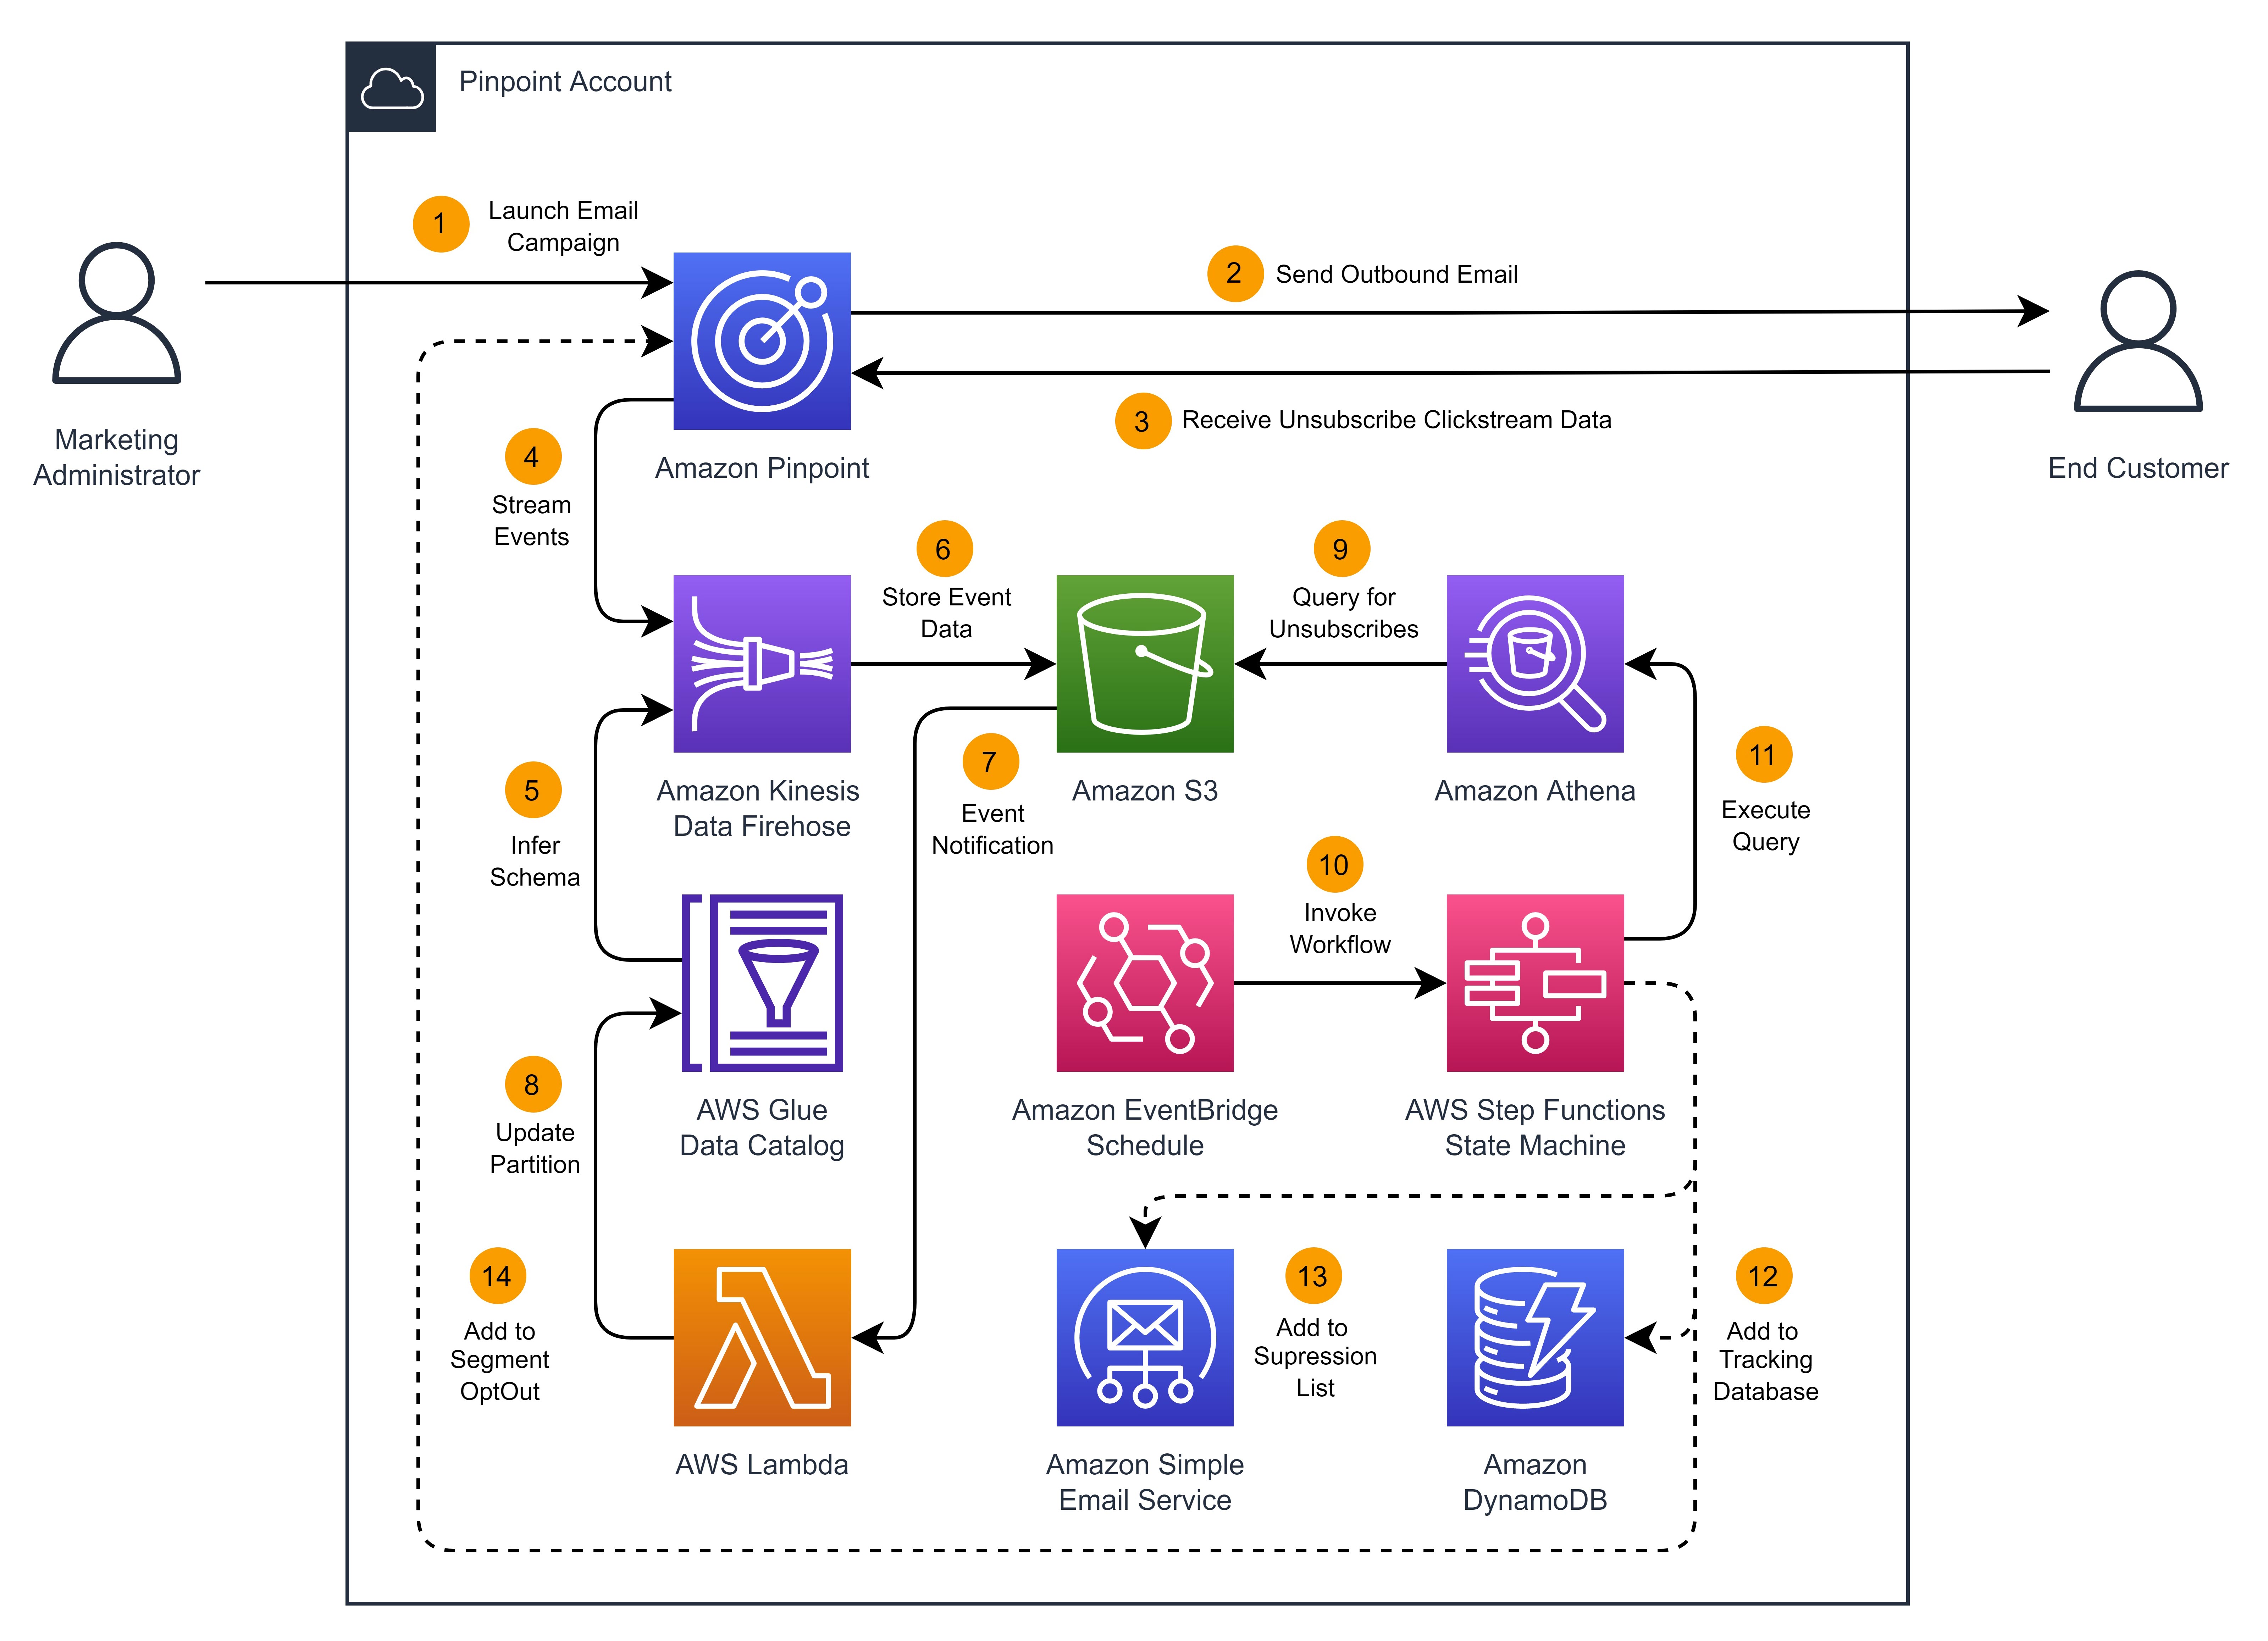 Pinpoint Account
1
Launch Email
Campaign
2
Send Outbound Email
3
Receive Unsubscribe Clickstream Data
Marketing
Administrator
Amazon Pinpoint
End Customer
4
Stream
Events
6
Store Event
Data
9
Query for
Unsubscribes
5
Infer
Schema
Amazon Kinesis
Data Firehose
7
Event
Notification
Amazon S3
Amazon Athena
11
Execute
Query
10
Invoke
Workflow
8
Update
Partition
AWS Glue
Data Catalog
Amazon EventBridge
Schedule
AWS Step Functions
State Machine
14
Add to
Segment
OptOut
13
Add to
Supression
List
12
Add to
Tracking
Database
AWS Lambda
Amazon Simple
Email Service
Amazon
DynamoDB